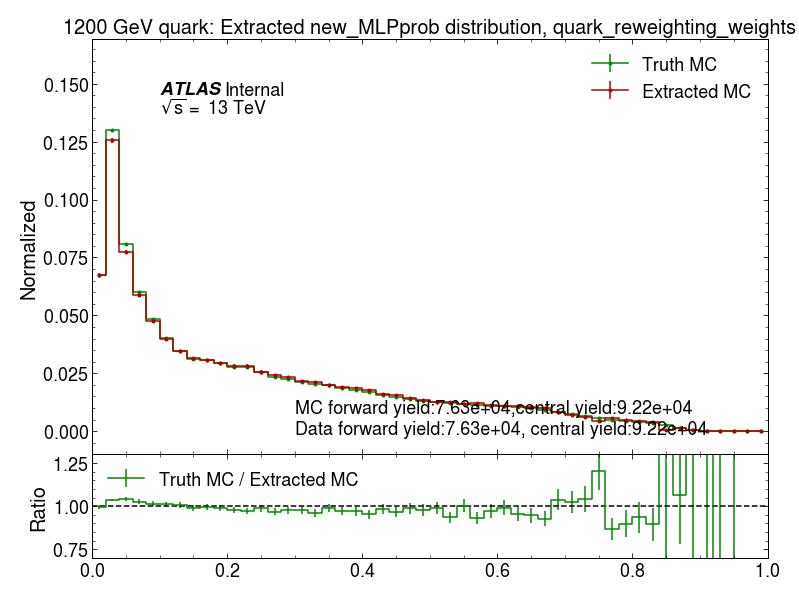 1200 GeV quark: Extracted new_MLPprob distribution, quark_reweighting_weights
ATLAS Internal
√s = 13 TeV
Truth MC
Extracted MC
Normalized
0.150
0.125
0.100
0.075
0.050
0.025
0.000
MC forward yield:7.63e+04,central yield:9.22e+04
Data forward yield:7.63e+04, central yield:9.22e+04
Truth MC / Extracted MC
Ratio
1.25
1.00
0.75
0.0 0.2 0.4 0.6 0.8 1.0